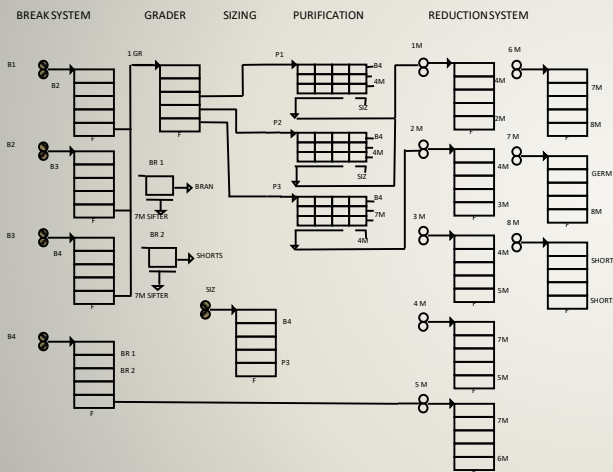 BREAK SYSTEM
GRADER
SIZING
PURIFICATION
REDUCTION SYSTEM
B1
B2
F
B2
B3
F
B3
B4
F
B4
BR 1
BR 2
F
1 GR
F
BR 1
BRAN
7M SIFTER
BR 2
SHORTS
7M SIFTER
SIZ
B4
P3
F
P1
B4
4M
SIZ
P2
B4
4M
SIZ
P3
B4
7M
4M
1M
4M
2M
F
2 M
4M
3M
F
3 M
4M
5M
F
4 M
7M
5M
F
5 M
7M
6M
F
6 M
7M
8M
F
7 M
GERM
8M
F
8 M
SHORT
SHORT
F